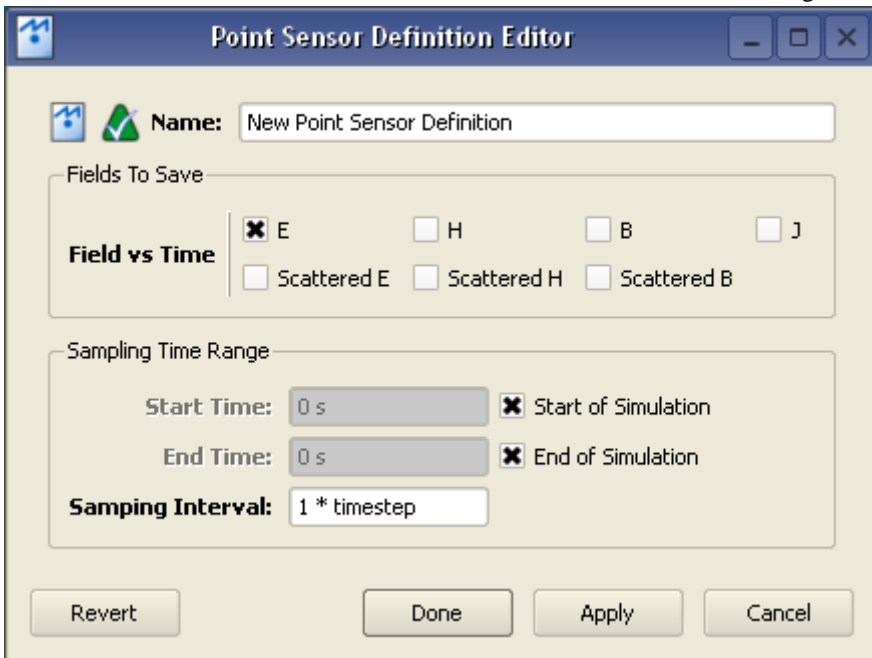 Point Sensor Definition Editor
Name: New Point Sensor Definition
Fields To Save
Field vs Time
E H B J
Scattered E Scattered H Scattered B
Sampling Time Range
Start Time: 0 s Start of Simulation
End Time: 0 s End of Simulation
Samping Interval: 1 * timestep
Revert Done Apply Cancel